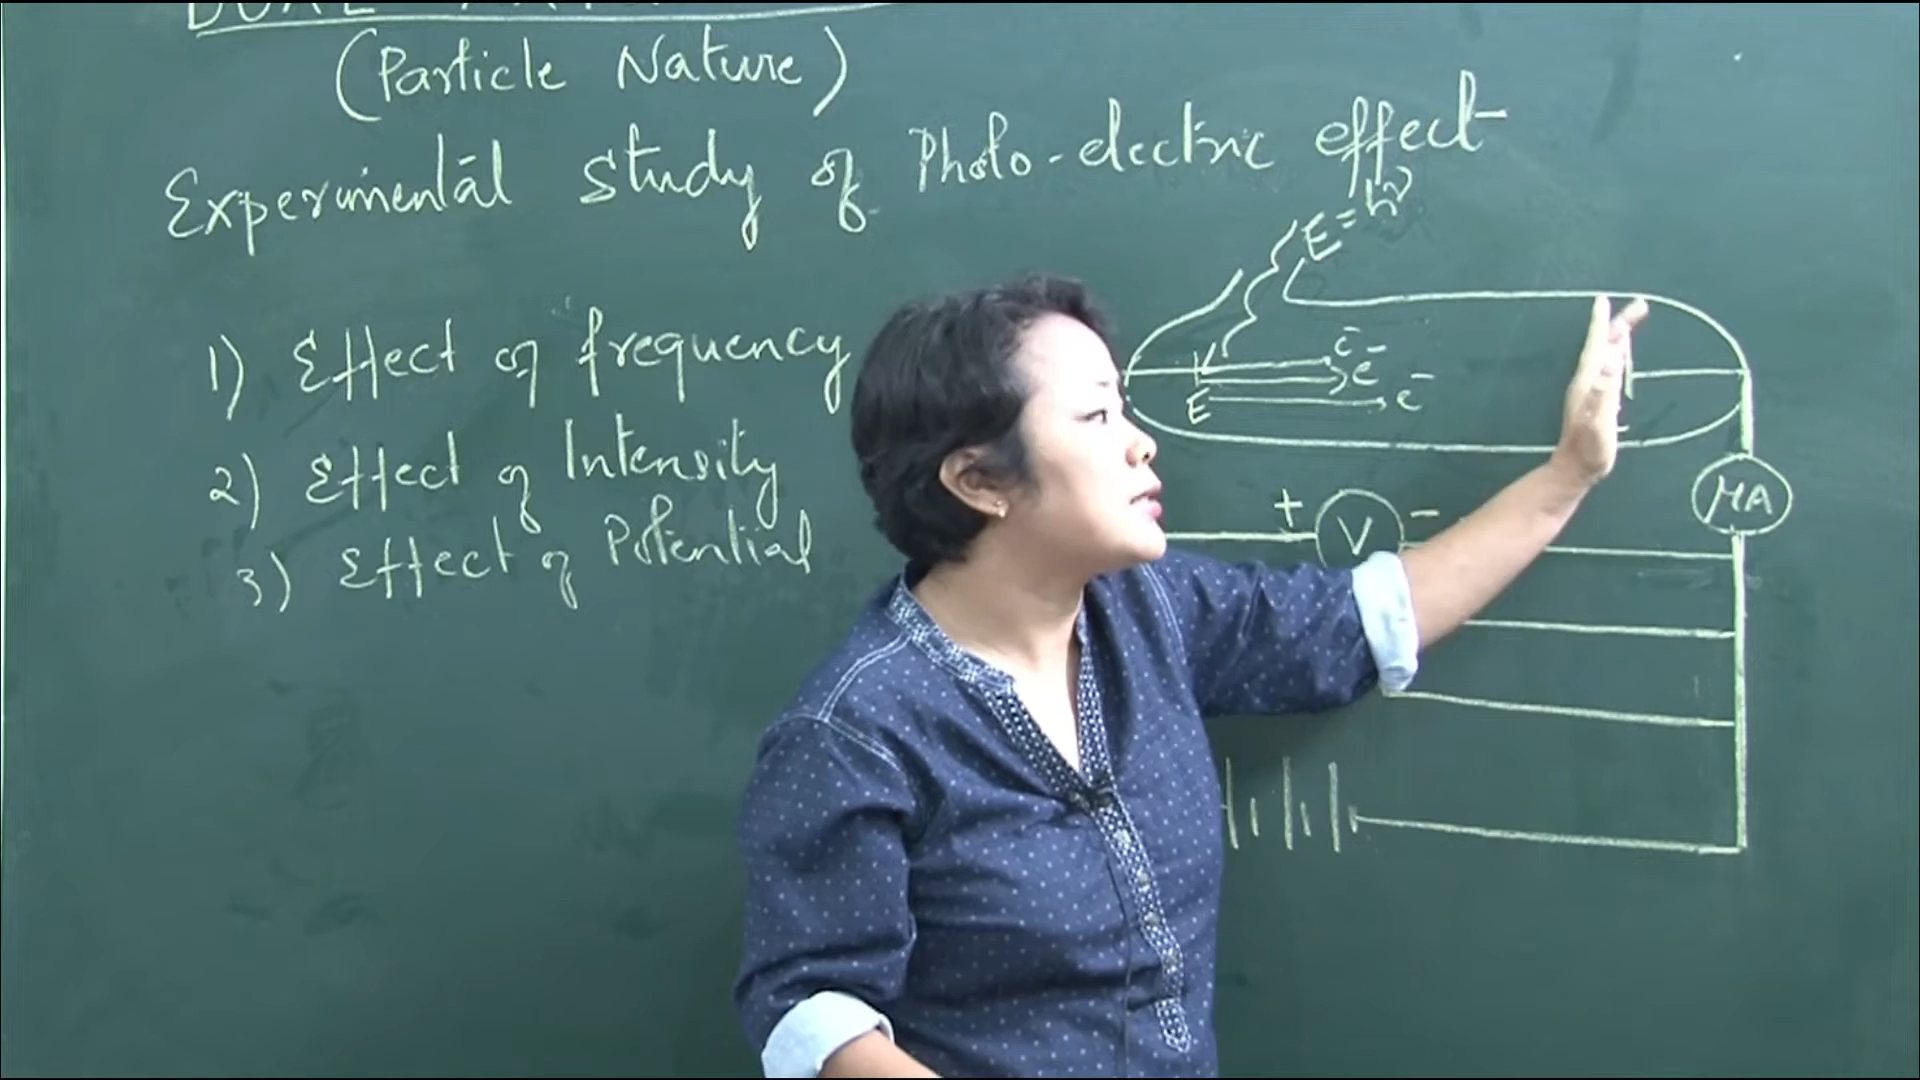 (Particle Nature)
Experimental study of Photo-electric effect
E=hν
1) Effect of frequency
2) Effect of Intensity
3) Effect of Potential
e-
e-
E
e-
+ V -
μA